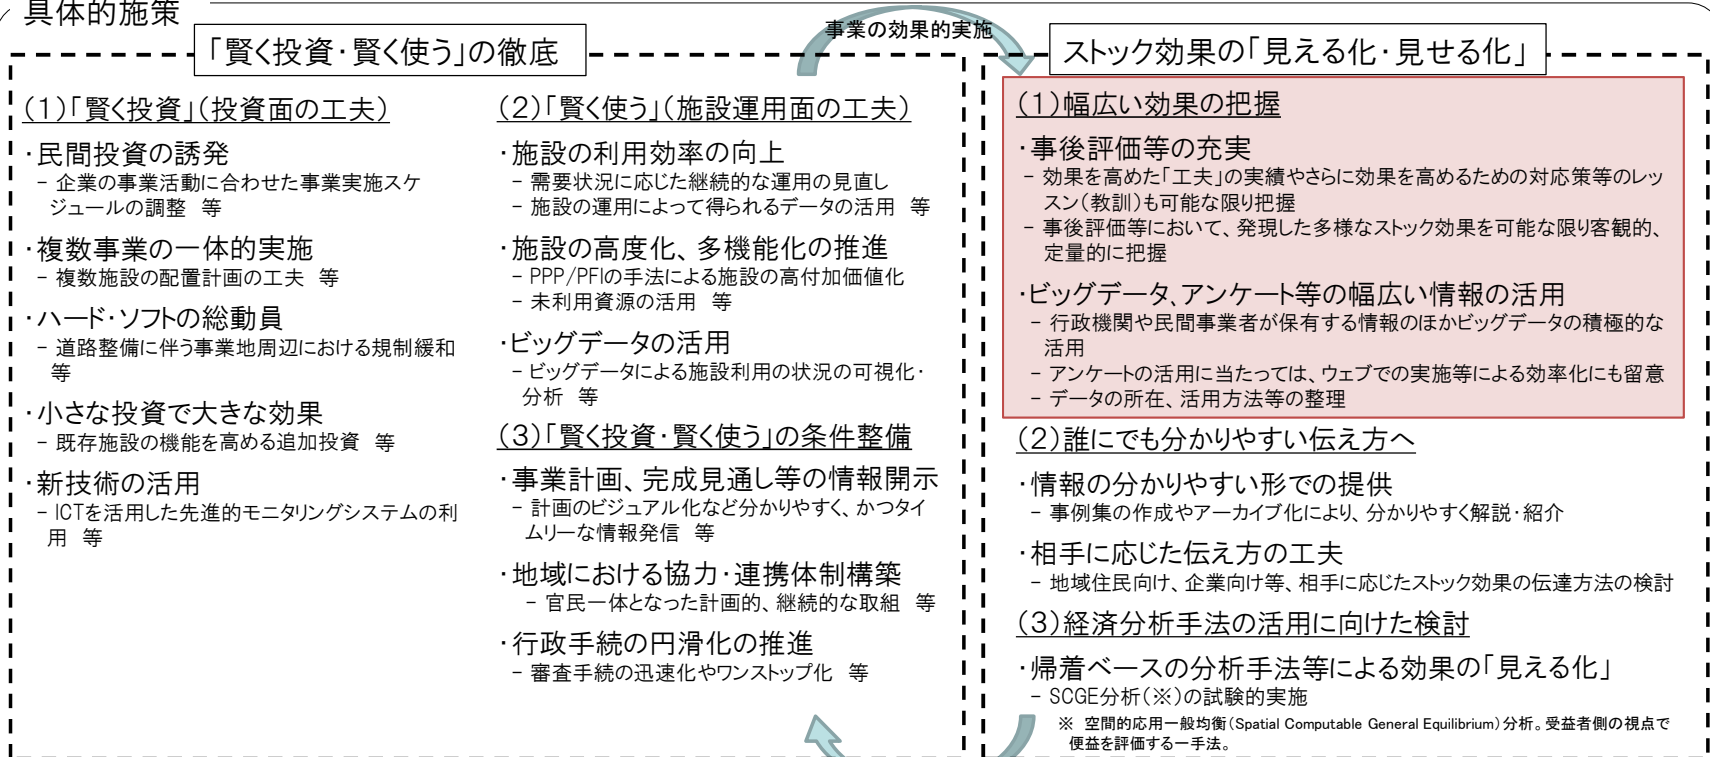 具体的施策
事業の効果的実施
「賢く投資・賢く使う」の徹底
(1)「賢く投資」(投資面の工夫)
・民間投資の誘発
- 企業の事業活動に合わせた事業実施スケ
ジュールの調整 等
・複数事業の一体的実施
- 複数施設の配置計画の工夫 等
・ハード・ソフトの総動員
- 道路整備に伴う事業地周辺における規制緩和
等
・小さな投資で大きな効果
- 既存施設の機能を高める追加投資 等
・新技術の活用
- ICTを活用した先進的モニタリングシステムの利
用 等
(2)「賢く使う」(施設運用面の工夫)
・施設の利用効率の向上
- 需要状況に応じた継続的な運用の見直し
- 施設の運用によって得られるデータの活用 等
・施設の高度化、多機能化の推進
- PPP/PFIの手法による施設の高付加価値化
- 未利用資源の活用 等
・ビッグデータの活用
- ビッグデータによる施設利用の状況の可視化・
分析 等
(3)「賢く投資・賢く使う」の条件整備
・事業計画、完成見通し等の情報開示
- 計画のビジュアル化など分かりやすく、かつタイ
ムリーな情報発信 等
・地域における協力・連携体制構築
- 官民一体となった計画的、継続的な取組 等
・行政手続の円滑化の推進
- 審査手続の迅速化やワンストップ化 等
ストック効果の「見える化・見せる化」
(1)幅広い効果の把握
・事後評価等の充実
- 効果を高めた「工夫」の実績やさらに効果を高めるための対応策等のレッ
スン(教訓)も可能な限り把握
- 事後評価等において、発現した多様なストック効果を可能な限り客観的、
定量的に把握
・ビッグデータ、アンケート等の幅広い情報の活用
- 行政機関や民間事業者が保有する情報のほかビッグデータの積極的な
活用
- アンケートの活用に当たっては、ウェブでの実施等による効率化にも留意
- データの所在、活用方法等の整理
(2)誰にでも分かりやすい伝え方へ
・情報の分かりやすい形での提供
- 事例集の作成やアーカイブ化により、分かりやすく解説・紹介
・相手に応じた伝え方の工夫
- 地域住民向け、企業向け等、相手に応じたストック効果の伝達方法の検討
(3)経済分析手法の活用に向けた検討
・帰着ベースの分析手法等による効果の「見える化」
- SCGE分析(※)の試験的実施
※ 空間的応用一般均衡(Spatial Computable General Equilibrium)分析。受益者側の視点で
便益を評価する一手法。